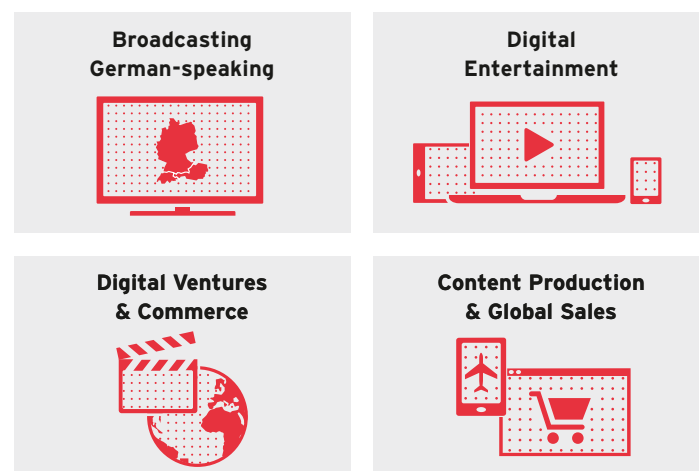 Broadcasting
German-speaking
Digital
Entertainment
Digital Ventures
& Commerce
Content Production
& Global Sales